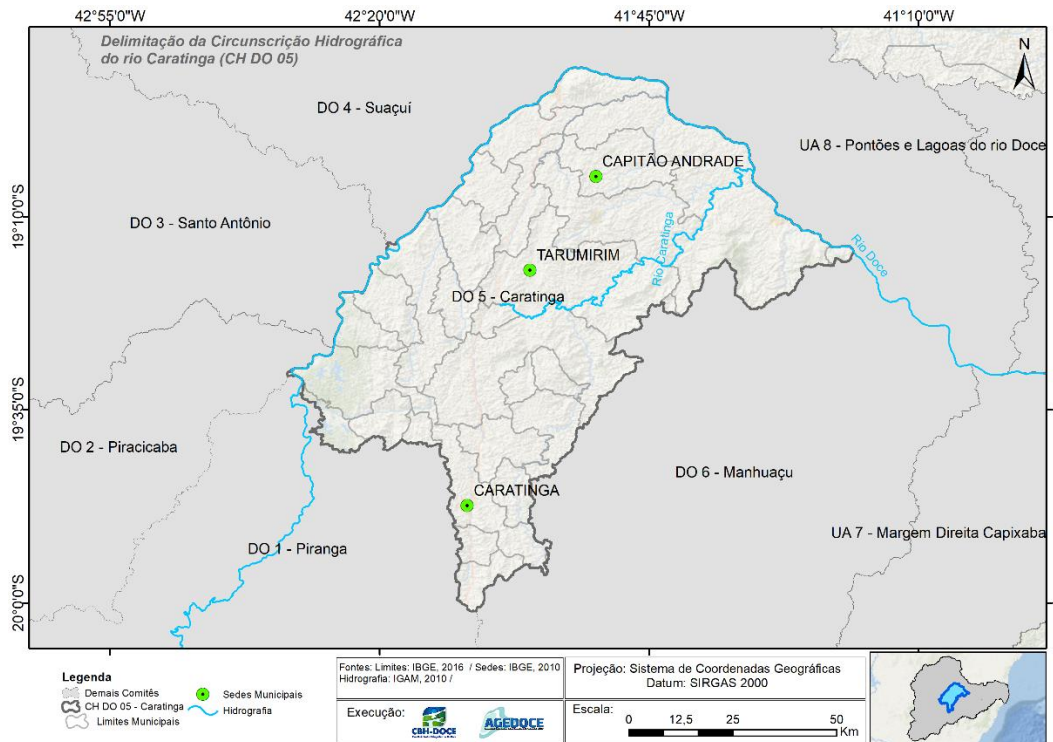 42°55'0"W
42°20'0"W
41°45'0"W
41°10'0"W
Delimitação da Circunscrição Hidrográfica
do rio Caratinga (CH DO 05)
N
DO 4 - Suaçuí
UA 8 - Pontões e Lagoas do rio Doce
CAPITÃO ANDRADE
19°10'0"S
DO 3 - Santo Antônio
Rio Caratinga
Rio Doce
TARUMIRIM
DO 5 - Caratinga
19°35'0"S
DO 2 - Piracicaba
DO 6 - Manhuaçu
CARATINGA
UA 7 - Margem Direita Capixaba
DO 1 - Piranga
20°0'0"S
Legenda
Demais Comitês
CH DO 05 - Caratinga
Limites Municipais
Sedes Municipais
Hidrografia
Fontes: Limites: IBGE, 2016 / Sedes: IBGE, 2010
Hidrografia: IGAM, 2010 /
Execução:
CBH-DOCE
AGEDOCE
Projeção: Sistema de Coordenadas Geográficas
Datum: SIRGAS 2000
Escala:
0 12,5 25 50
Km